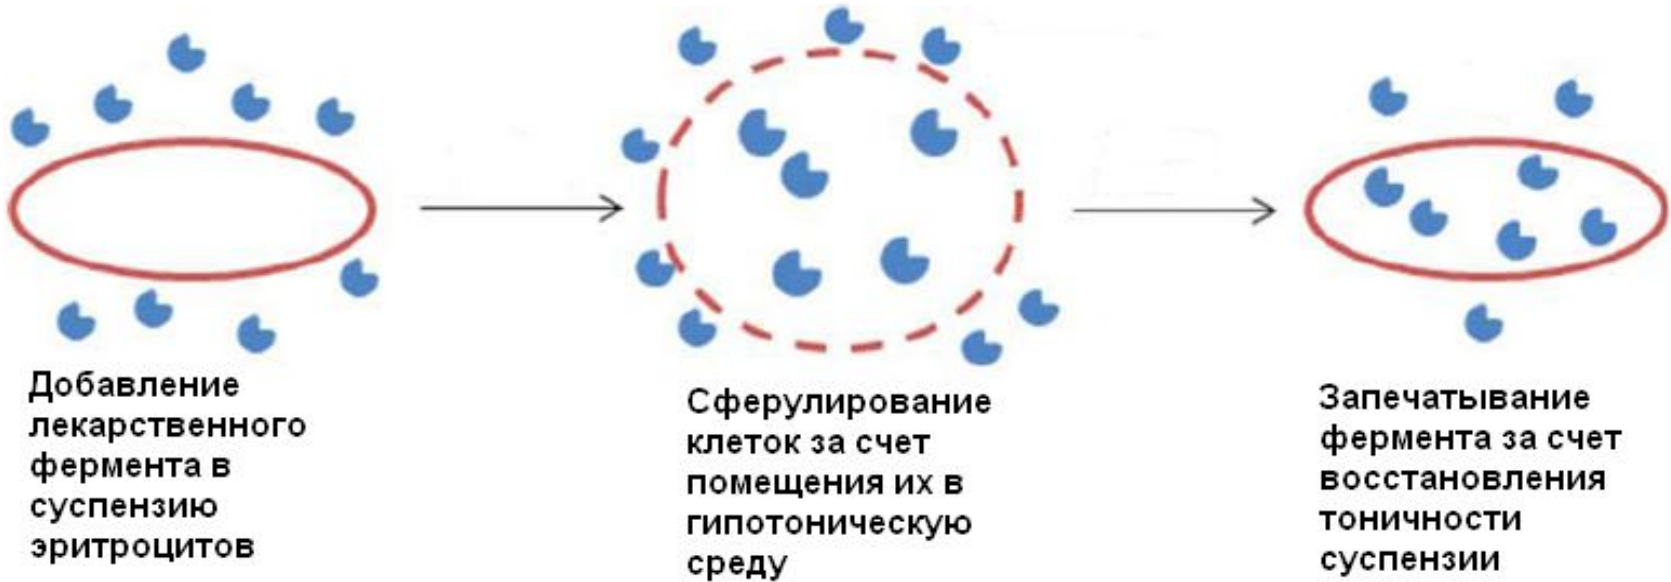 Добавление
лекарственного
фермента в
суспензию
эритроцитов
Сферулирование
клеток за счет
помещения их в
гипотоническую
среду
Запечатывание
фермента за счет
восстановления
тоничности
суспензии